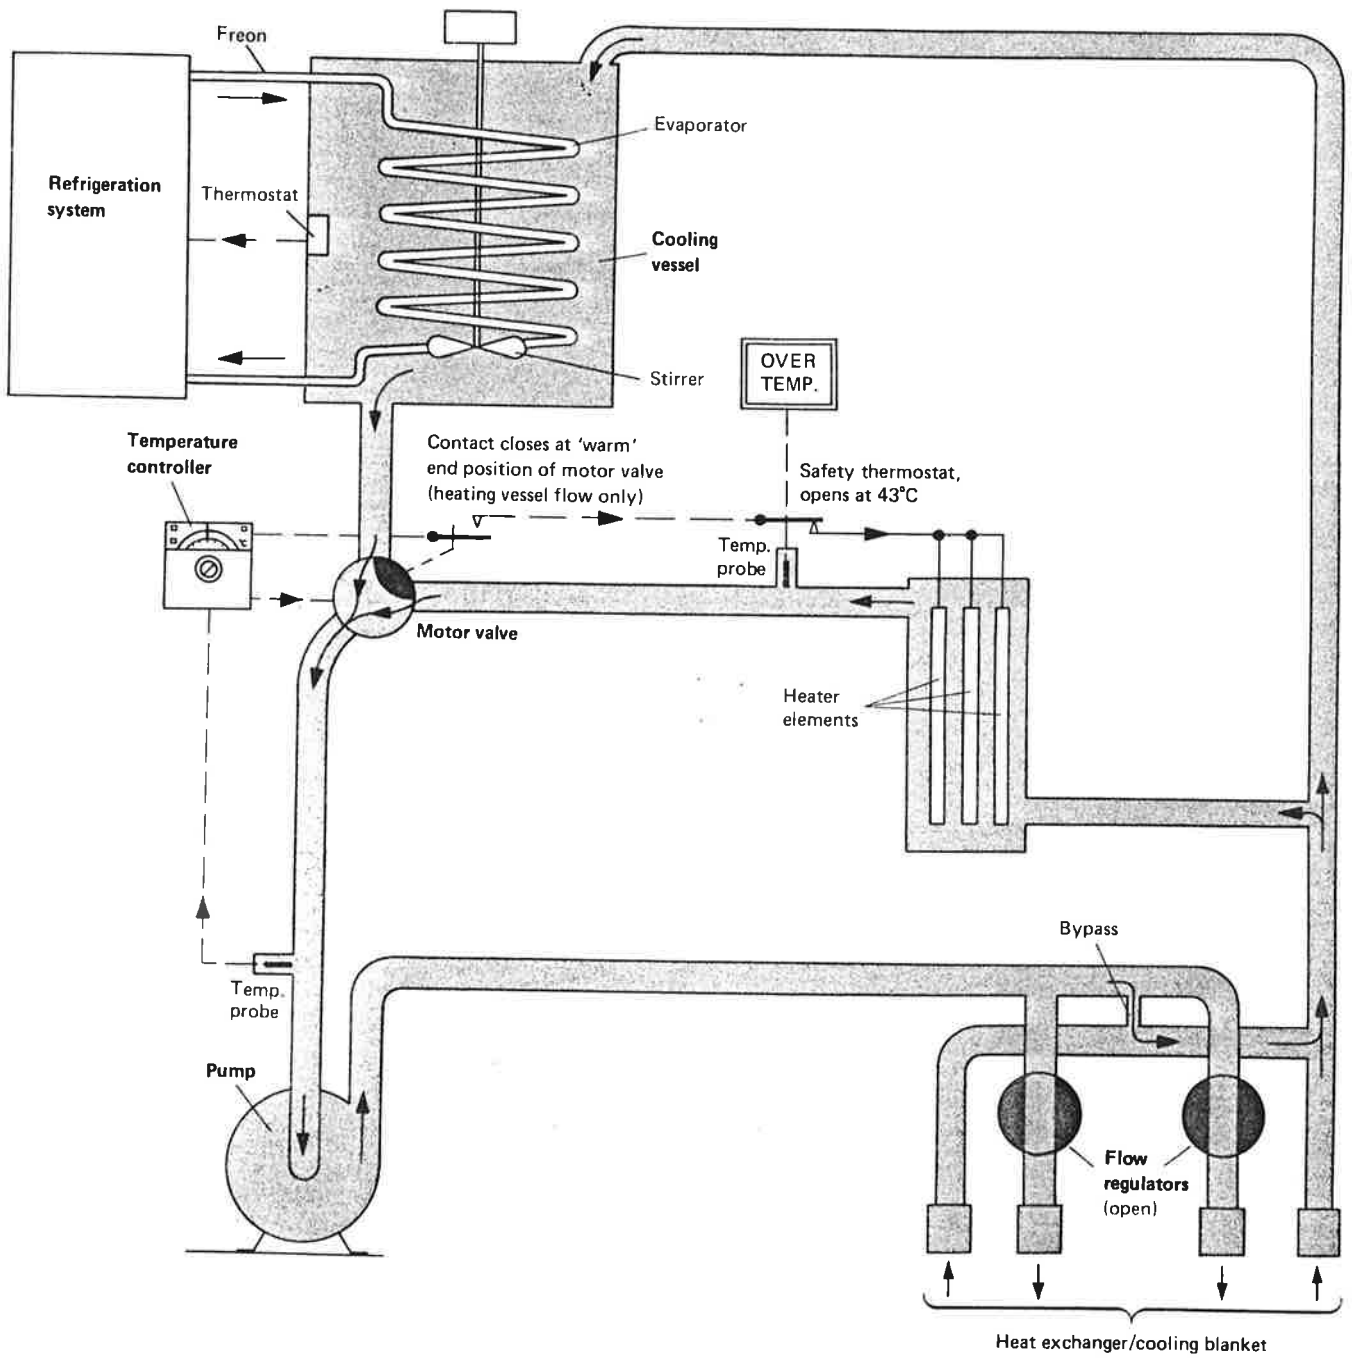 Freon
Evaporator
Refrigeration
system
Thermostat
Cooling
vessel
Stirrer
OVER
TEMP.
Temperature
controller
Contact closes at ‘warm’
end position of motor valve
(heating vessel flow only)
Safety thermostat,
opens at 43°C
°C
Temp.
probe
Motor valve
Heater
elements
Bypass
Temp.
probe
Pump
Flow
regulators
(open)
Heat exchanger/cooling blanket